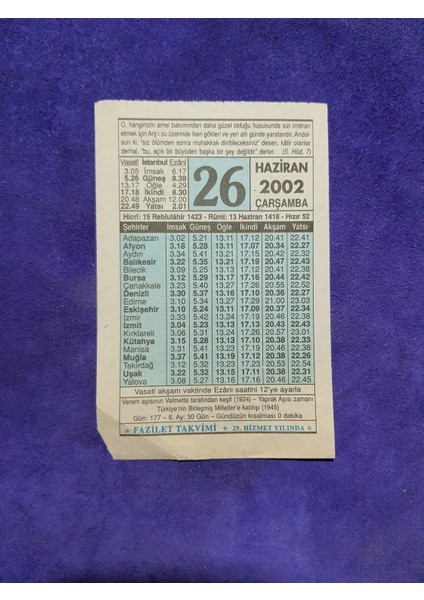 O, hanginizin amel bakımından daha güzel olduğu hususunda sizi imtihan
etmek için Arş'ı su üzerinde iken gökleri ve yeri altı günde yaratandır. Andol-
sun ki, "siz ölümden sonra muhakkak diriltileceksiniz" desen, kâfir olanlar
derhal, "bu, açık bir büyüden başka bir şey değildir" derler. (S. Hûd, 7)
Vasatî İstanbul Ezânî
3.05 İmsak 6.17
5.26 Güneş 8.38
13.17 Öğle 4.29
17.18 İkindi 8.30
20.48 Akşam 12.00
22.49 Yatsı 2.01
26
HAZİRAN
2002
ÇARŞAMBA
Hicrî: 15 Rebîulâhir 1423 - Rûmî: 13 Haziran 1418 - Hızır 52
Şehirler İmsak Güneş Öğle İkindi Akşam Yatsı
Adapazarı 3.02 5.21 13.11 17.12 20.41 22.41
Afyon 3.18 5.28 13.11 17.07 20.34 22.27
Aydın 3.34 5.41 13.21 17.15 20.41 22.38
Balıkesir 3.22 5.35 13.21 17.19 20.47 22.43
Bilecik 3.09 5.25 13.13 17.13 20.41 22.38
Bursa 3.12 5.29 13.17 17.16 20.44 22.42
Çanakkale 3.23 5.40 13.27 17.26 20.55 22.52
Denizli 3.30 5.37 13.16 17.10 20.36 22.27
Edirne 3.10 5.34 13.27 17.29 21.00 23.03
Eskişehir 3.10 5.24 13.11 17.09 20.37 22.34
İzmir 3.33 5.42 13.24 17.19 20.46 22.38
İzmit 3.04 5.23 13.13 17.13 20.43 22.43
Kırklareli 3.06 5.31 13.24 17.26 20.57 23.01
Kütahya 3.15 5.28 13.13 17.10 20.38 22.33
Manisa 3.31 5.41 13.23 17.19 20.46 22.38
Muğla 3.37 5.41 13.19 17.12 20.38 22.26
Tekirdağ 3.12 5.32 13.23 17.23 20.53 22.54
Uşak 3.22 5.32 13.15 17.11 20.38 22.31
Yalova 3.08 5.27 13.16 17.16 20.46 22.45
Vasatî akşam vaktinde Ezânî saatini 12'ye ayarla
Verem aşısının Valmette tarafından keşfi (1924) – Yaprak Aşısı zamanı
Türkiye'nin Birleşmiş Milletler'e katılışı (1945)
Gün: 177 – 6. Ay: 30 Gün – Gündüzün kısalması 0 dakika
FAZİLET TAKVİMİ 29. HİZMET YILINDA